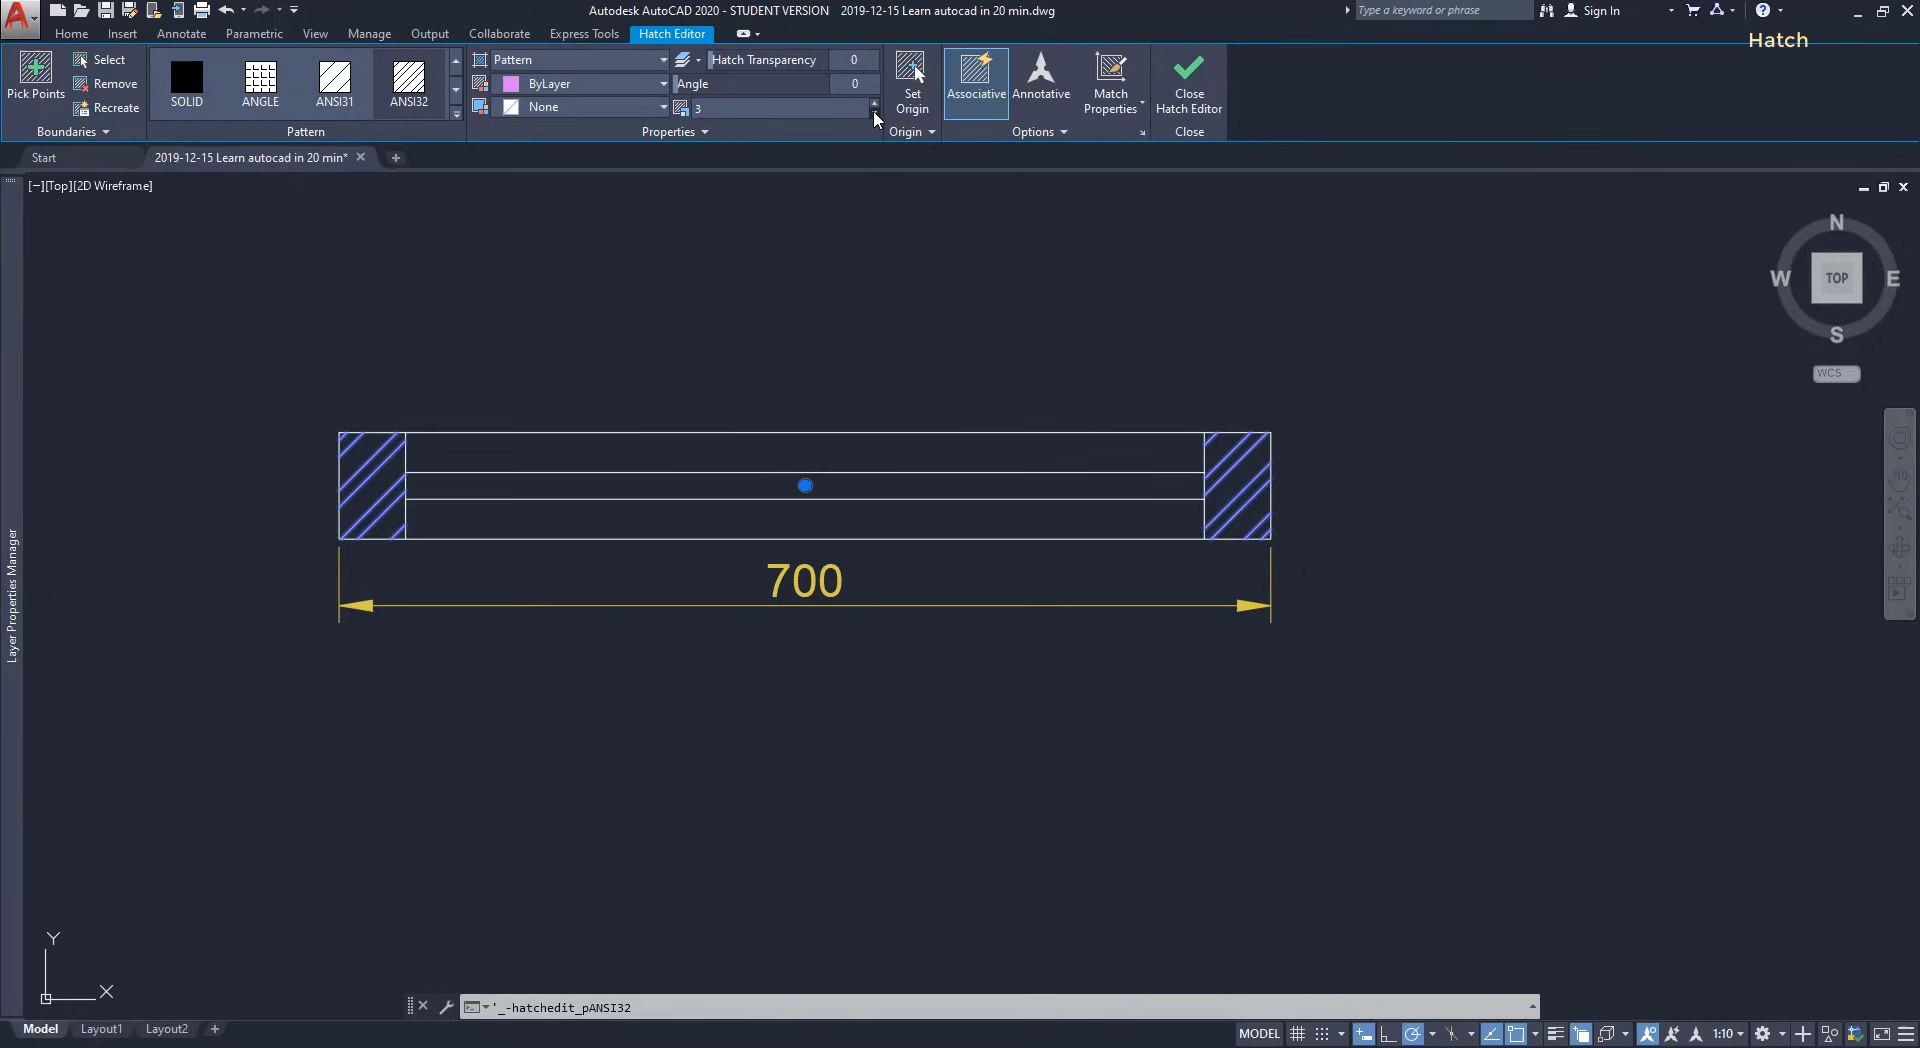 A Autodesk AutoCAD 2020 - STUDENT VERSION 2019-12-15 Learn autocad in 20 min.dwg Type a keyword or phrase Sign In
Home Insert Annotate Parametric View Manage Output Collaborate Express Tools Hatch Editor
Hatch
Pick Points
Select
Remove
Recreate
Boundaries
SOLID ANGLE ANSI31 ANSI32
Pattern
Pattern Hatch Transparency 0
ByLayer Angle 0
None 3
Properties
Set
Origin
Origin
Associative Annotative Match
Properties
Options
Close
Hatch Editor
Close
Start 2019-12-15 Learn autocad in 20 min*
[−][Top][2D Wireframe]
N
W TOP E
S
WCS
Layer Properties Manager
700
Y
X
'_-hatchedit_pANSI32
Model Layout1 Layout2 +
MODEL 1:10